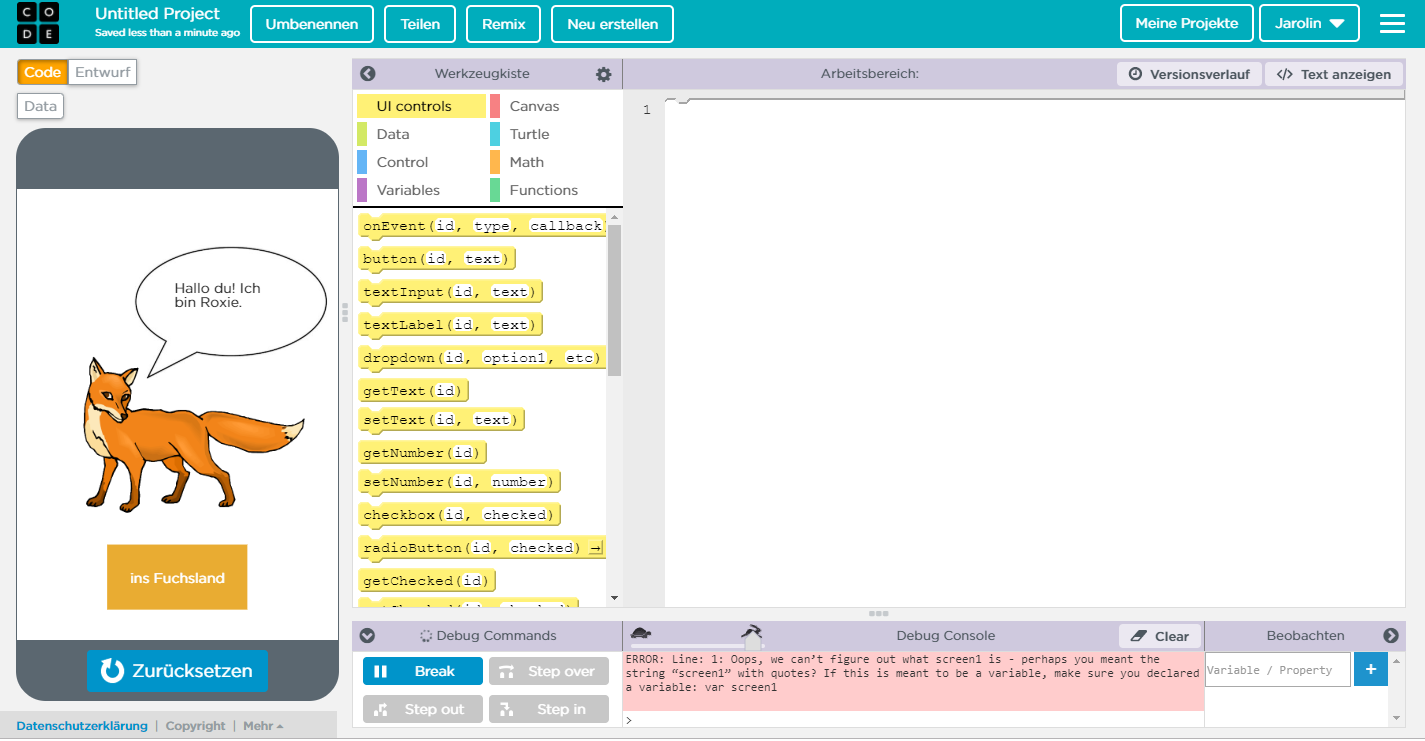 CODE
Untitled Project
Saved less than a minute ago
Umbenennen
Teilen
Remix
Neu erstellen
Meine Projekte
Jarolin
Code
Entwurf
Data
Hallo du! Ich
bin Roxie.
ins Fuchsland
Zurücksetzen
Datenschutzerklärung | Copyright | Mehr
Werkzeugkiste
UI controls
Canvas
Data
Turtle
Control
Math
Variables
Functions
onEvent(id, type, callback)
button(id, text)
textInput(id, text)
textLabel(id, text)
dropdown(id, option1, etc)
getText(id)
setText(id, text)
getNumber(id)
setNumber(id, number)
checkbox(id, checked)
radioButton(id, checked)
getChecked(id)
Arbeitsbereich:
Versionsverlauf
</> Text anzeigen
1
Debug Commands
Break
Step over
Step out
Step in
Debug Console
Clear
ERROR: Line: 1: Oops, we can’t figure out what screen1 is - perhaps you meant the
string “screen1” with quotes? If this is meant to be a variable, make sure you declared
a variable: var screen1
>
Beobachten
Variable / Property
+